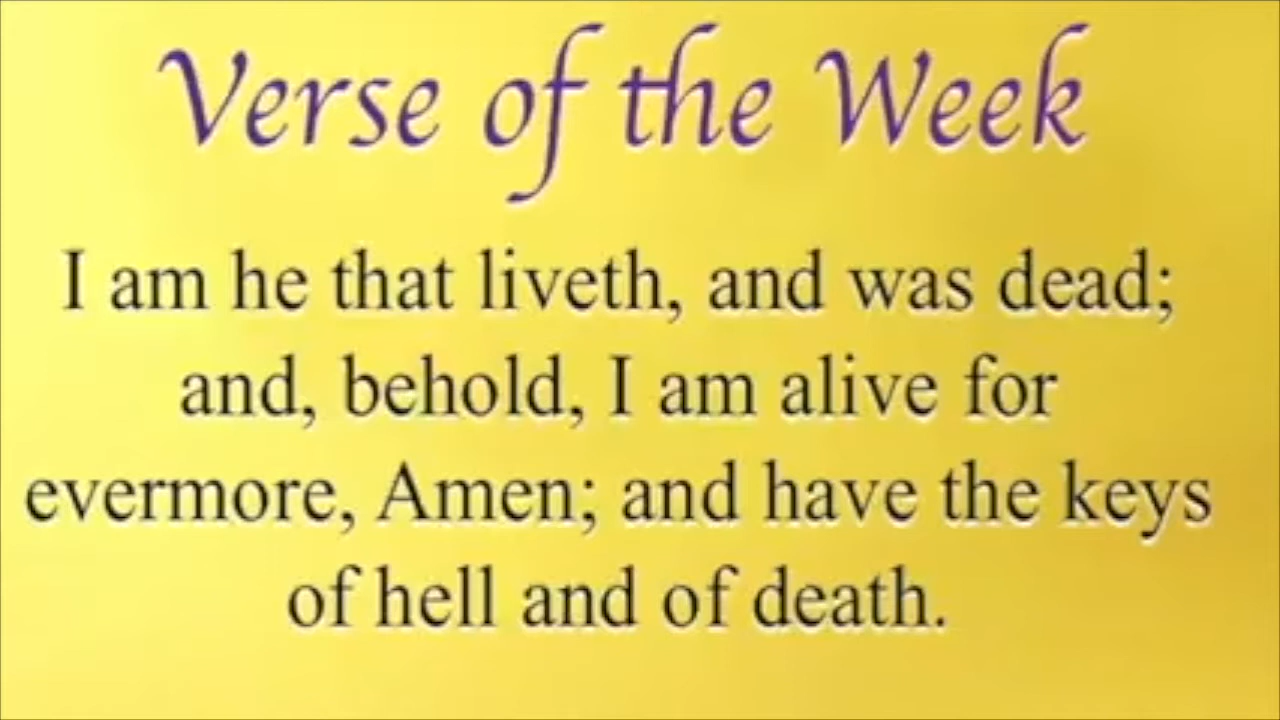 Verse of the Week
I am he that liveth, and was dead;
and, behold, I am alive for
evermore, Amen; and have the keys
of hell and of death.